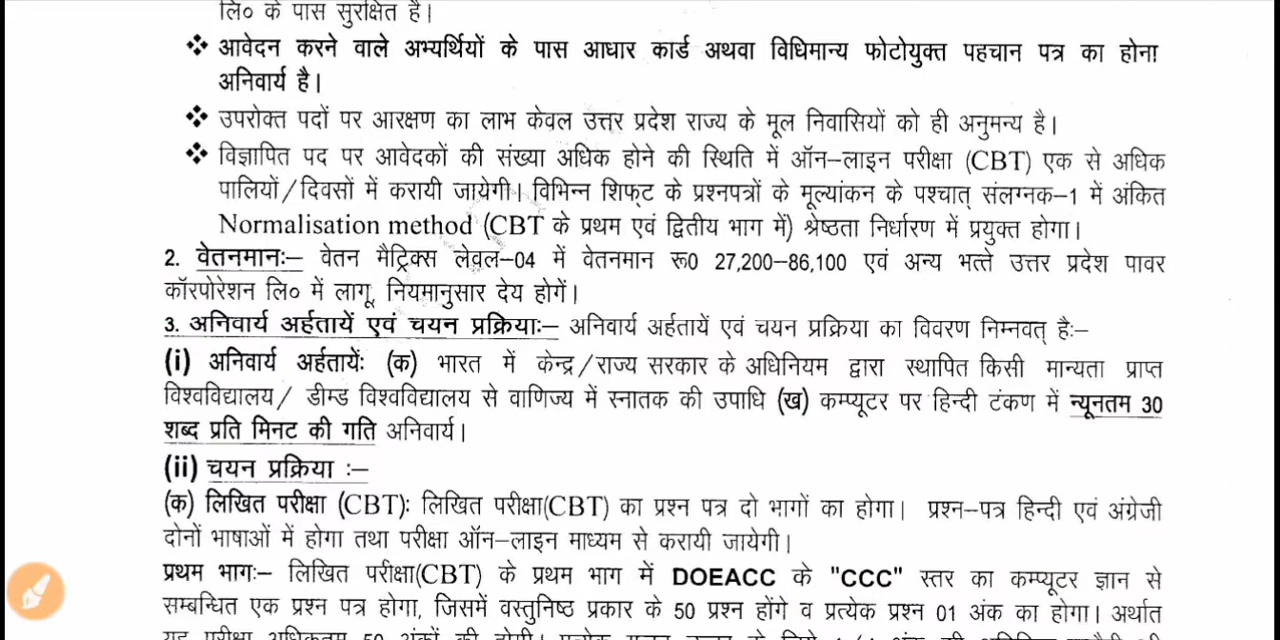 लि० के पास सुरक्षित है।
❖ आवेदन करने वाले अभ्यर्थियों के पास आधार कार्ड अथवा विधिमान्य फोटोयुक्त पहचान पत्र का होना
अनिवार्य है।
❖ उपरोक्त पदों पर आरक्षण का लाभ केवल उत्तर प्रदेश राज्य के मूल निवासियों को ही अनुमन्य है।
❖ विज्ञापित पद पर आवेदकों की संख्या अधिक होने की स्थिति में ऑन-लाइन परीक्षा (CBT) एक से अधिक
पालियों/दिवसों में करायी जायेगी। विभिन्न शिफ्ट के प्रश्नपत्रों के मूल्यांकन के पश्चात् संलग्नक-1 में अंकित
Normalisation method (CBT के प्रथम एवं द्वितीय भाग में) श्रेष्ठता निर्धारण में प्रयुक्त होगा।
2. वेतनमानः- वेतन मैट्रिक्स लेवल-04 में वेतनमान रू0 27,200-86,100 एवं अन्य भत्ते उत्तर प्रदेश पावर
कॉरपोरेशन लि० में लागू, नियमानुसार देय होगें।
3. अनिवार्य अर्हतायें एवं चयन प्रक्रियाः- अनिवार्य अर्हतायें एवं चयन प्रक्रिया का विवरण निम्नवत् हैः-
(i) अनिवार्य अर्हतायेंः (क) भारत में केन्द्र/राज्य सरकार के अधिनियम द्वारा स्थापित किसी मान्यता प्राप्त
विश्वविद्यालय/ डीम्ड विश्वविद्यालय से वाणिज्य में स्नातक की उपाधि (ख) कम्प्यूटर पर हिन्दी टंकण में न्यूनतम 30
शब्द प्रति मिनट की गति अनिवार्य।
(ii) चयन प्रक्रिया :-
(क) लिखित परीक्षा (CBT): लिखित परीक्षा(CBT) का प्रश्न पत्र दो भागों का होगा। प्रश्न-पत्र हिन्दी एवं अंग्रेजी
दोनों भाषाओं में होगा तथा परीक्षा ऑन-लाइन माध्यम से करायी जायेगी।
प्रथम भागः- लिखित परीक्षा(CBT) के प्रथम भाग में DOEACC के "CCC" स्तर का कम्प्यूटर ज्ञान से
सम्बन्धित एक प्रश्न पत्र होगा, जिसमें वस्तुनिष्ठ प्रकार के 50 प्रश्न होंगे व प्रत्येक प्रश्न 01 अंक का होगा। अर्थात
यह परीक्षा अधिकतम 50 अंकों की होगी।